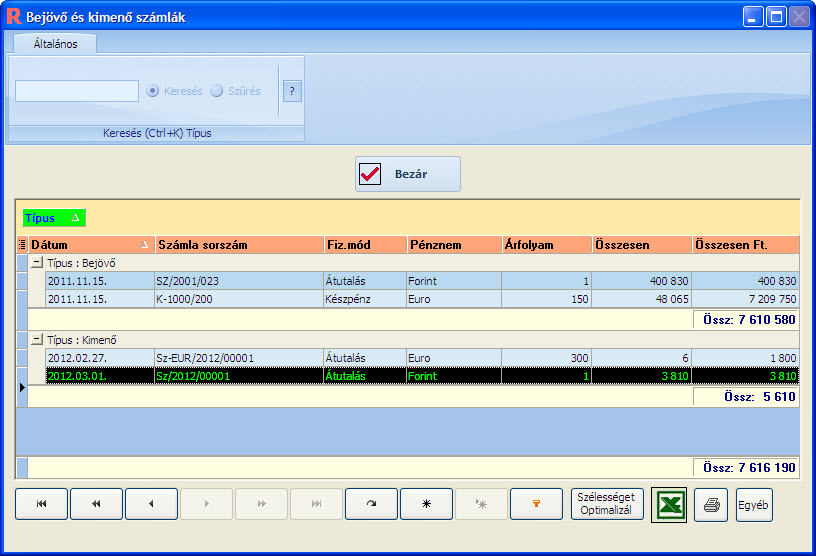 R Bejövő és kimenő számlák
Általános
Keresés Szűrés ?
Keresés (Ctrl+K) Típus
Bezár
Típus
Dátum Számla sorszám Fiz.mód Pénznem Árfolyam Összesen Összesen Ft.
Típus : Bejövő
2011.11.15. SZ/2001/023 Átutalás Forint 1 400 830 400 830
2011.11.15. K-1000/200 Készpénz Euro 150 48 065 7 209 750
Össz: 7 610 580
Típus : Kimenő
2012.02.27. Sz-EUR/2012/00001 Átutalás Euro 300 6 1 800
2012.03.01. Sz/2012/00001 Átutalás Forint 1 3 810 3 810
Össz: 5 610
Össz: 7 616 190
Szélességet
Optimalizál
Egyéb